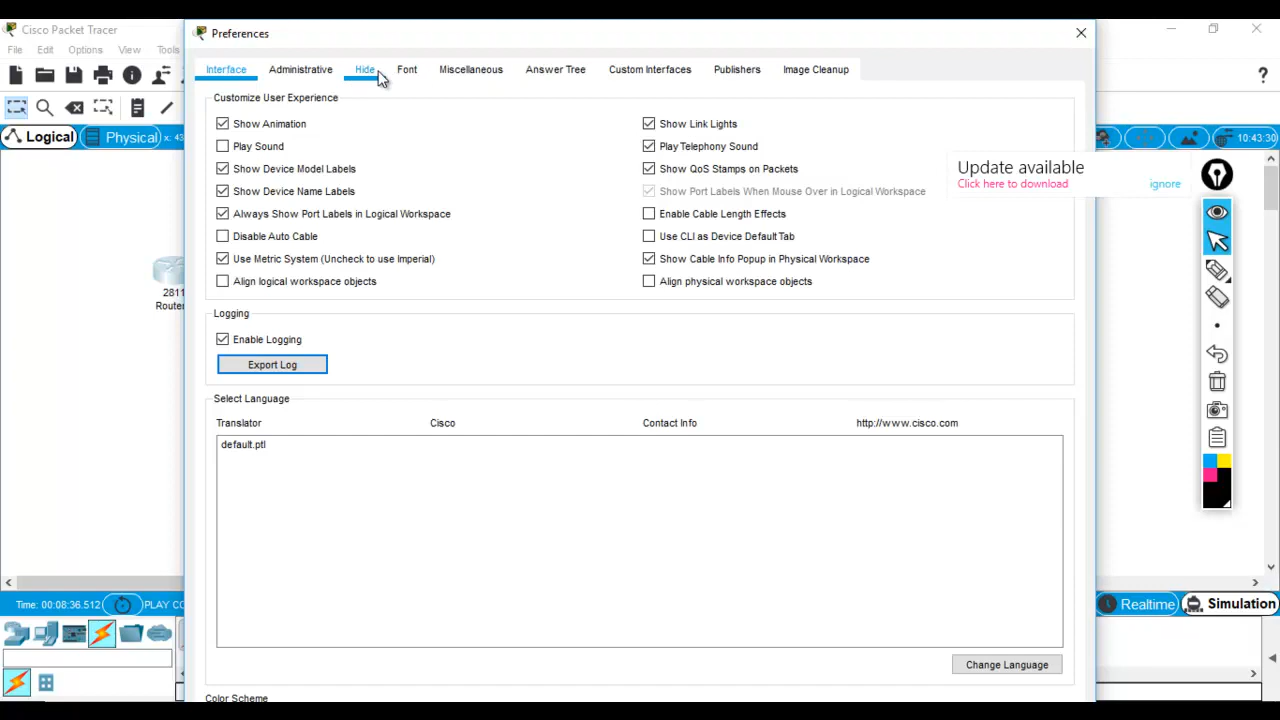 Cisco Packet Tracer
Preferences
File Edit Options View Tools
Interface Administrative Hide Font Miscellaneous Answer Tree Custom Interfaces Publishers Image Cleanup
?
Customize User Experience
Show Animation Show Link Lights
Logical Physical x: 43 10:43:30
Play Sound Play Telephony Sound
Show Device Model Labels Show QoS Stamps on Packets
Update available
Click here to download ignore
Show Device Name Labels Show Port Labels When Mouse Over in Logical Workspace
Always Show Port Labels in Logical Workspace Enable Cable Length Effects
Disable Auto Cable Use CLI as Device Default Tab
Use Metric System (Uncheck to use Imperial) Show Cable Info Popup in Physical Workspace
Align logical workspace objects Align physical workspace objects
2811
Router
Logging
Enable Logging
Export Log
Select Language
Translator Cisco Contact Info http://www.cisco.com
default.ptl
Time: 00:08:36.512 PLAY CO Realtime Simulation
Change Language
Color Scheme